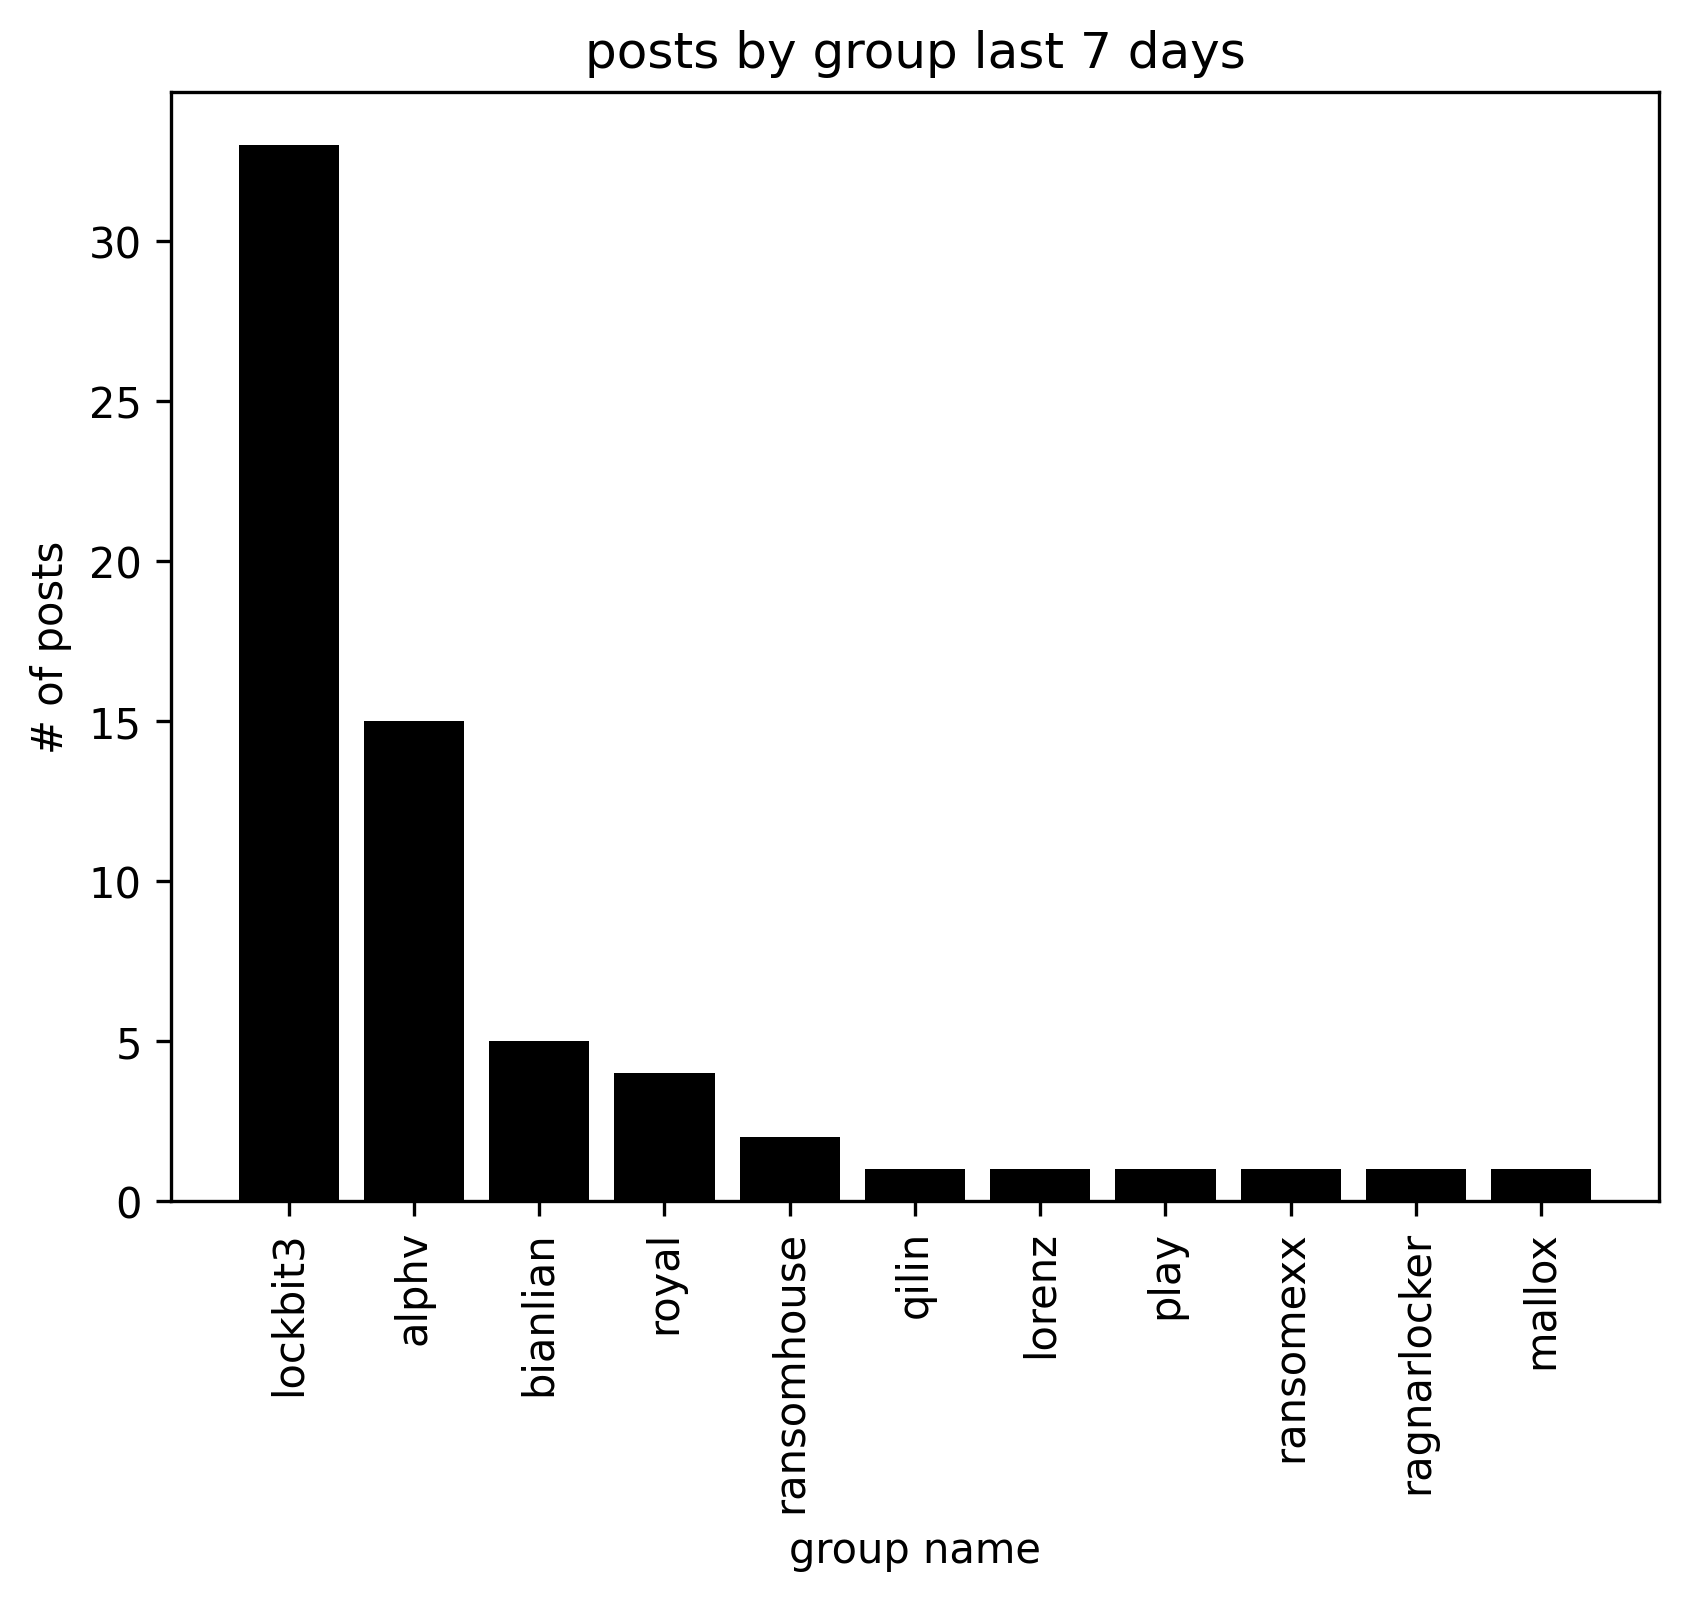 posts by group last 7 days
# of posts
30
25
20
15
10
5
0
lockbit3
alphv
bianlian
royal
ransomhouse
qilin
lorenz
play
ransomexx
ragnarlocker
mallox
group name